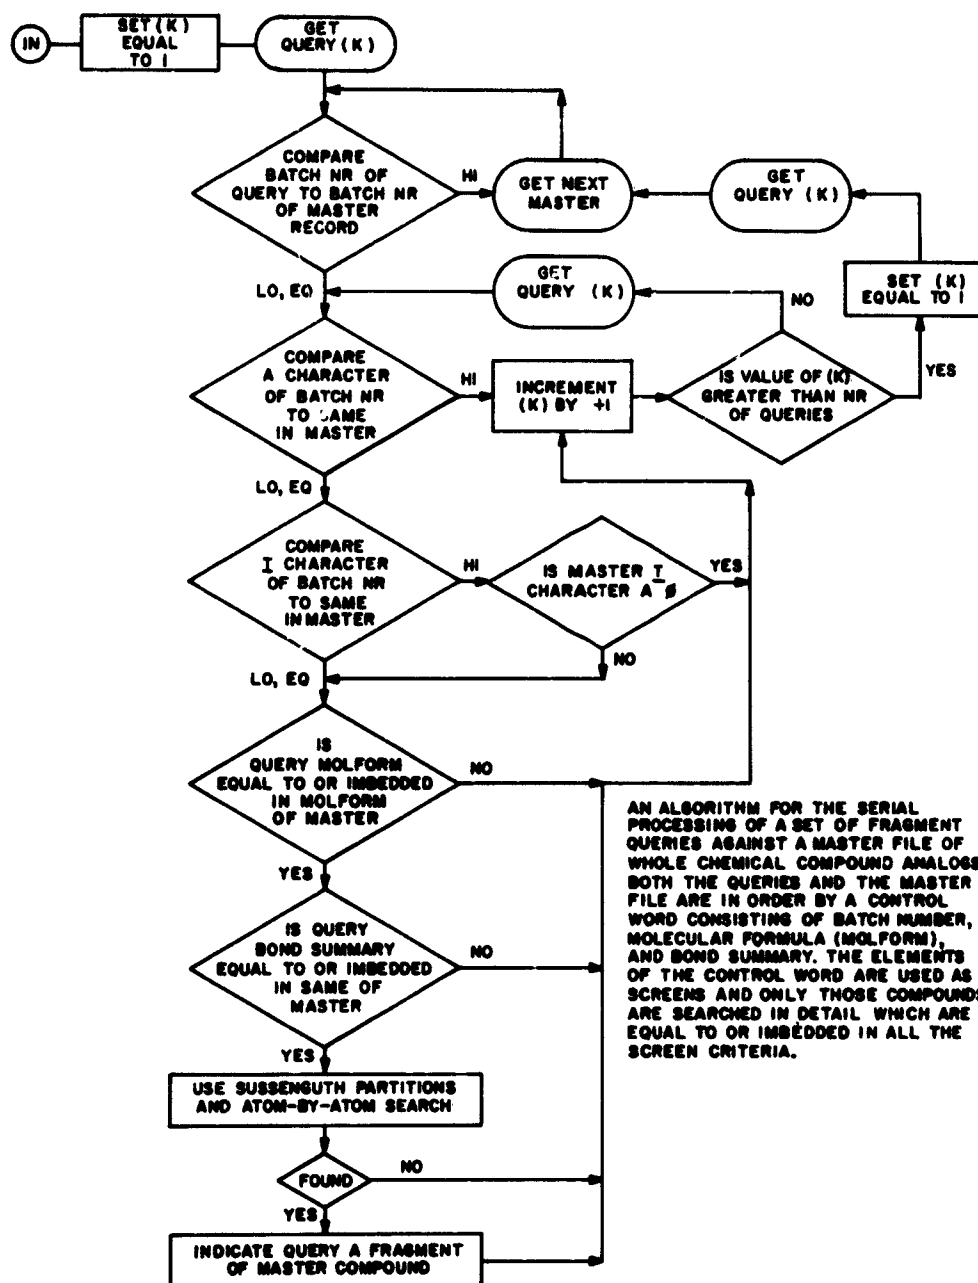 IN
SET (K)
EQUAL
TO 1
GET
QUERY (K)
COMPARE
BATCH NR OF
QUERY TO BATCH NR
OF MASTER
RECORD
HI
GET NEXT
MASTER
GET
QUERY (K)
LO, EQ
GET
QUERY (K)
NO
SET (K)
EQUAL TO 1
COMPARE
A CHARACTER
OF BATCH NR
TO SAME
IN MASTER
HI
INCREMENT
(K) BY +1
IS VALUE OF (K)
GREATER THAN NR
OF QUERIES
YES
LO, EQ
COMPARE
I CHARACTER
OF BATCH NR
TO SAME
IN MASTER
HI
IS MASTER I
CHARACTER A Ø
YES
NO
LO, EQ
IS
QUERY MOLFORM
EQUAL TO OR IMBEDDED
IN MOLFORM
OF MASTER
NO
YES
IS QUERY
BOND SUMMARY
EQUAL TO OR IMBEDDED
IN SAME OF
MASTER
NO
YES
USE SUSSENGUTH PARTITIONS
AND ATOM-BY-ATOM SEARCH
FOUND
NO
YES
INDICATE QUERY A FRAGMENT
OF MASTER COMPOUND
AN ALGORITHM FOR THE SERIAL
PROCESSING OF A SET OF FRAGMENT
QUERIES AGAINST A MASTER FILE OF
WHOLE CHEMICAL COMPOUND ANALOGS
BOTH THE QUERIES AND THE MASTER
FILE ARE IN ORDER BY A CONTROL
WORD CONSISTING OF BATCH NUMBER,
MOLECULAR FORMULA (MOLFORM),
AND BOND SUMMARY. THE ELEMENTS
OF THE CONTROL WORD ARE USED AS
SCREENS AND ONLY THOSE COMPOUNDS
ARE SEARCHED IN DETAIL WHICH ARE
EQUAL TO OR IMBEDDED IN ALL THE
SCREEN CRITERIA.